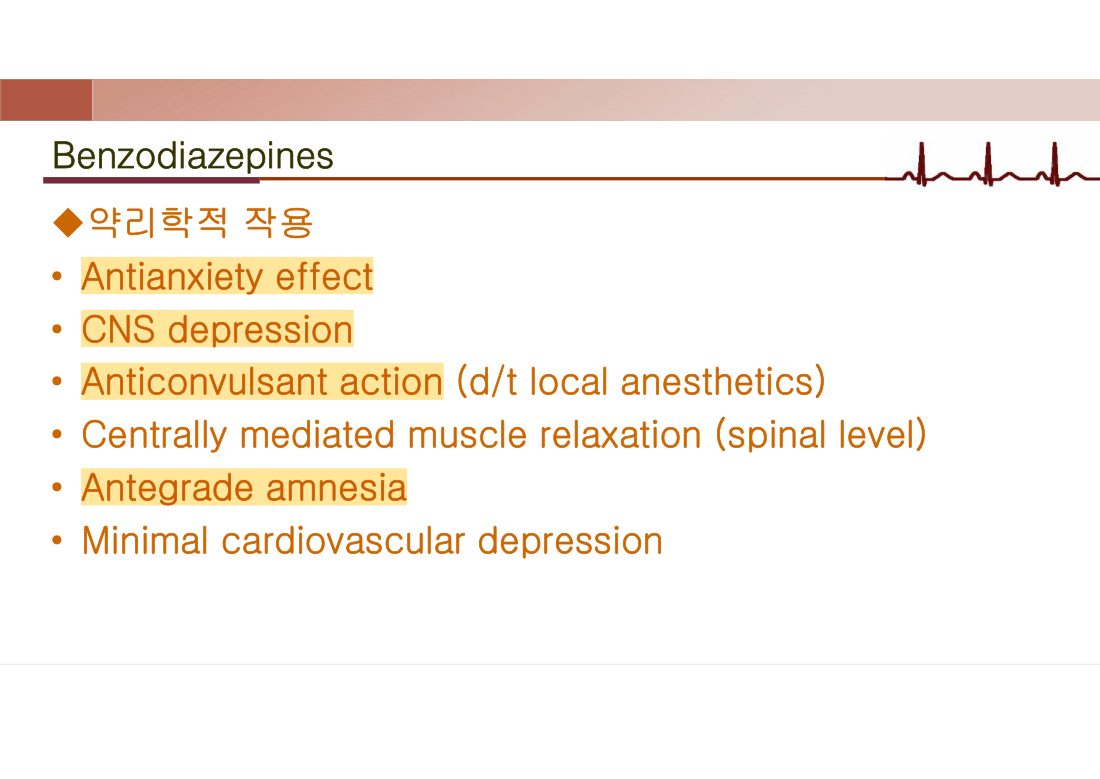 Benzodiazepines
◆약리학적 작용
• Antianxiety effect
• CNS depression
• Anticonvulsant action (d/t local anesthetics)
• Centrally mediated muscle relaxation (spinal level)
• Antegrade amnesia
• Minimal cardiovascular depression